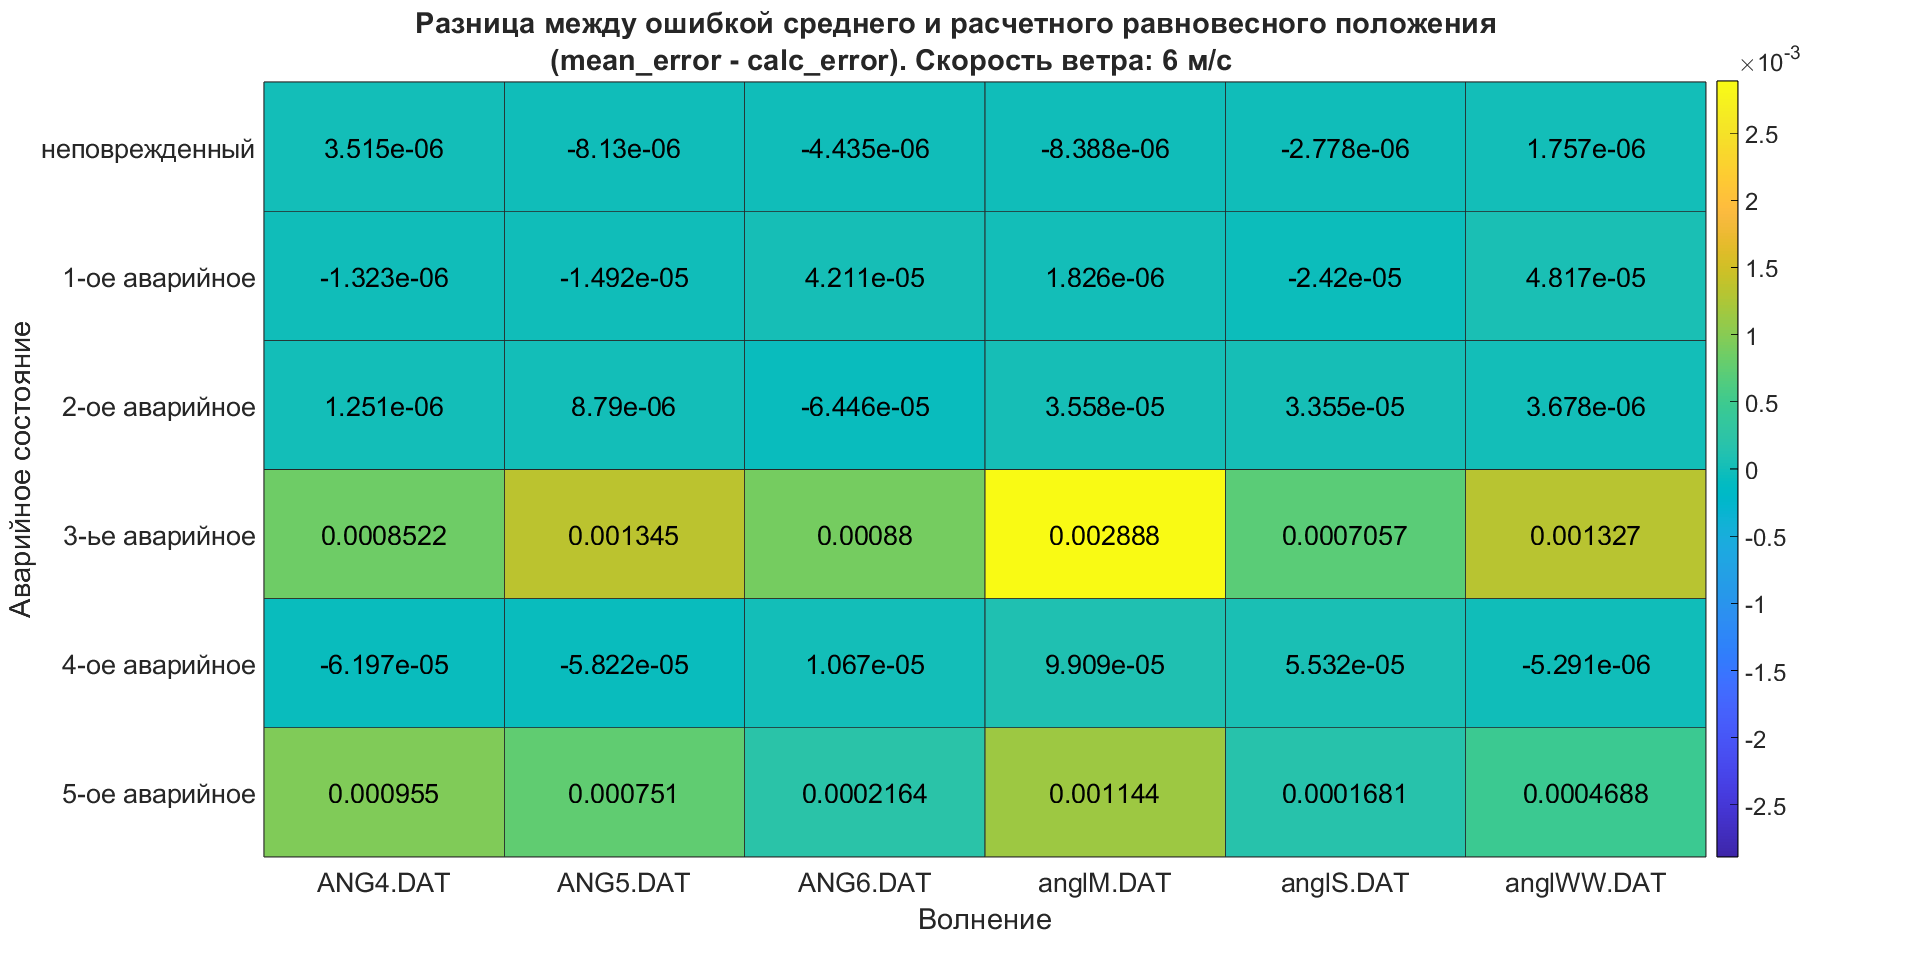 Разница между ошибкой среднего и расчетного равновесного положения
(mean_error - calc_error). Скорость ветра: 6 м/с
×10-3
неповрежденный 3.515e-06 -8.13e-06 -4.435e-06 -8.388e-06 -2.778e-06 1.757e-06
1-ое аварийное -1.323e-06 -1.492e-05 4.211e-05 1.826e-06 -2.42e-05 4.817e-05
2-ое аварийное 1.251e-06 8.79e-06 -6.446e-05 3.558e-05 3.355e-05 3.678e-06
3-ье аварийное 0.0008522 0.001345 0.00088 0.002888 0.0007057 0.001327
4-ое аварийное -6.197e-05 -5.822e-05 1.067e-05 9.909e-05 5.532e-05 -5.291e-06
5-ое аварийное 0.000955 0.000751 0.0002164 0.001144 0.0001681 0.0004688
ANG4.DAT ANG5.DAT ANG6.DAT anglM.DAT anglS.DAT anglWW.DAT
Волнение
Аварийное состояние
2.5
2
1.5
1
0.5
0
-0.5
-1
-1.5
-2
-2.5